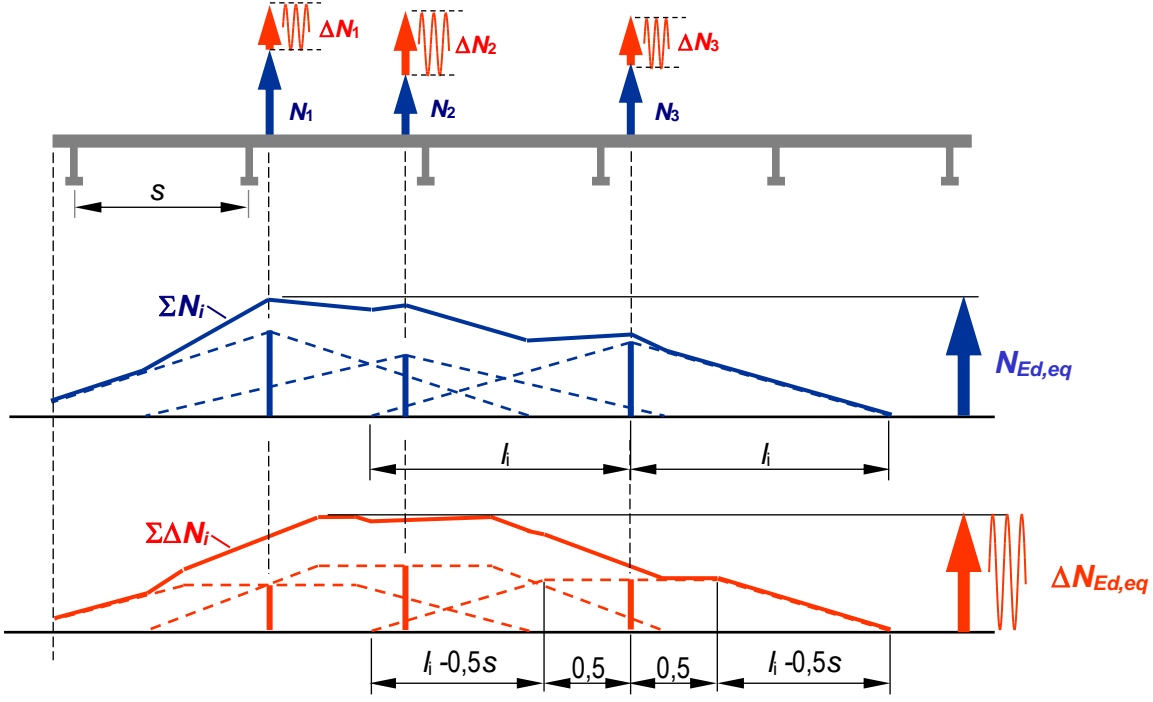 ΔN1 ΔN2 ΔN3
N1 N2 N3
s
ΣNi
NEd,eq
li li
ΣΔNi
ΔNEd,eq
li -0,5s 0,5 0,5 li -0,5s